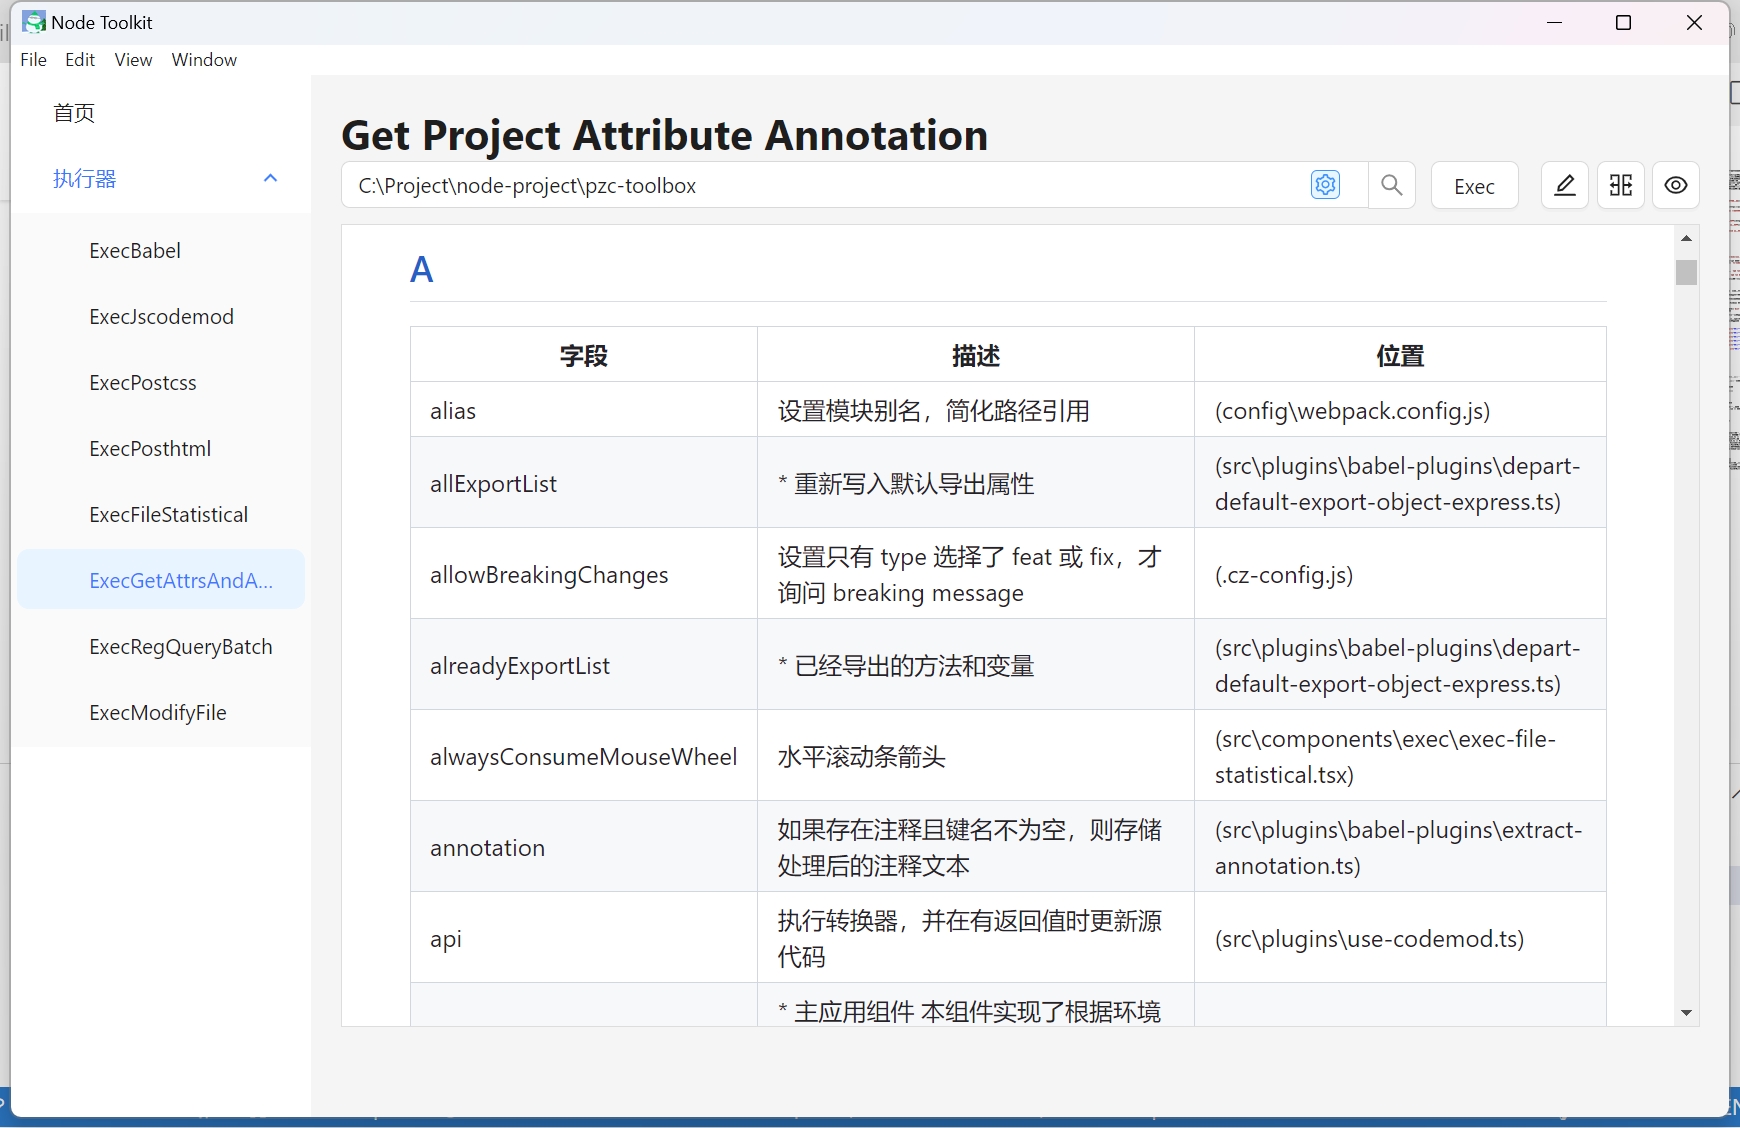 Node Toolkit
File Edit View Window
首页
执行器
ExecBabel
ExecJscodemod
ExecPostcss
ExecPosthtml
ExecFileStatistical
ExecGetAttrsAndA...
ExecRegQueryBatch
ExecModifyFile
Get Project Attribute Annotation
C:\Project\node-project\pzc-toolbox
Exec
A
字段 描述 位置
alias 设置模块别名，简化路径引用 (config\webpack.config.js)
allExportList * 重新写入默认导出属性 (src\plugins\babel-plugins\depart-
default-export-object-express.ts)
allowBreakingChanges 设置只有 type 选择了 feat 或 fix，才 (.cz-config.js)
询问 breaking message
alreadyExportList * 已经导出的方法和变量 (src\plugins\babel-plugins\depart-
default-export-object-express.ts)
alwaysConsumeMouseWheel 水平滚动条箭头 (src\components\exec\exec-file-
statistical.tsx)
annotation 如果存在注释且键名不为空，则存储 (src\plugins\babel-plugins\extract-
处理后的注释文本 annotation.ts)
api 执行转换器，并在有返回值时更新源 (src\plugins\use-codemod.ts)
代码
* 主应用组件 本组件实现了根据环境